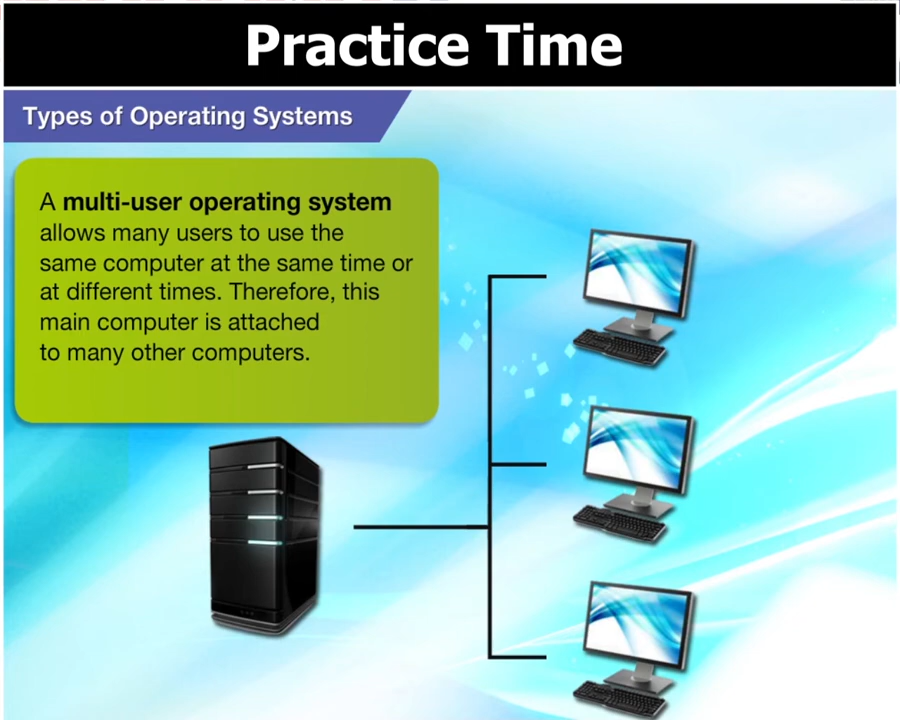 Practice Time
Types of Operating Systems
A multi-user operating system
allows many users to use the
same computer at the same time or
at different times. Therefore, this
main computer is attached
to many other computers.